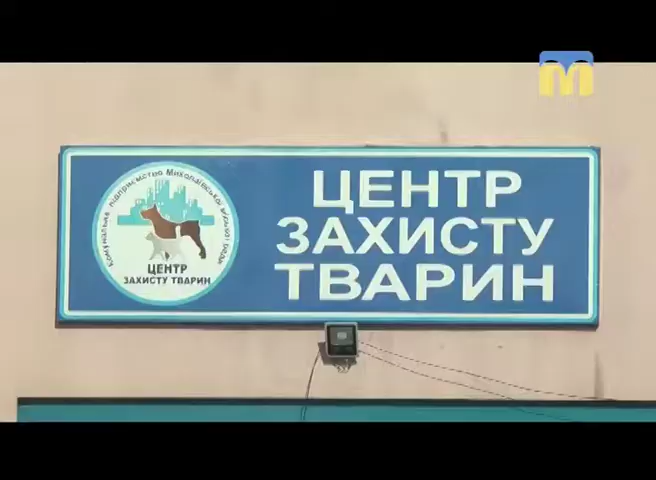 Комунальне підприємство Миколаївської міської ради
ЦЕНТР
ЗАХИСТУ ТВАРИН
ЦЕНТР
ЗАХИСТУ
ТВАРИН